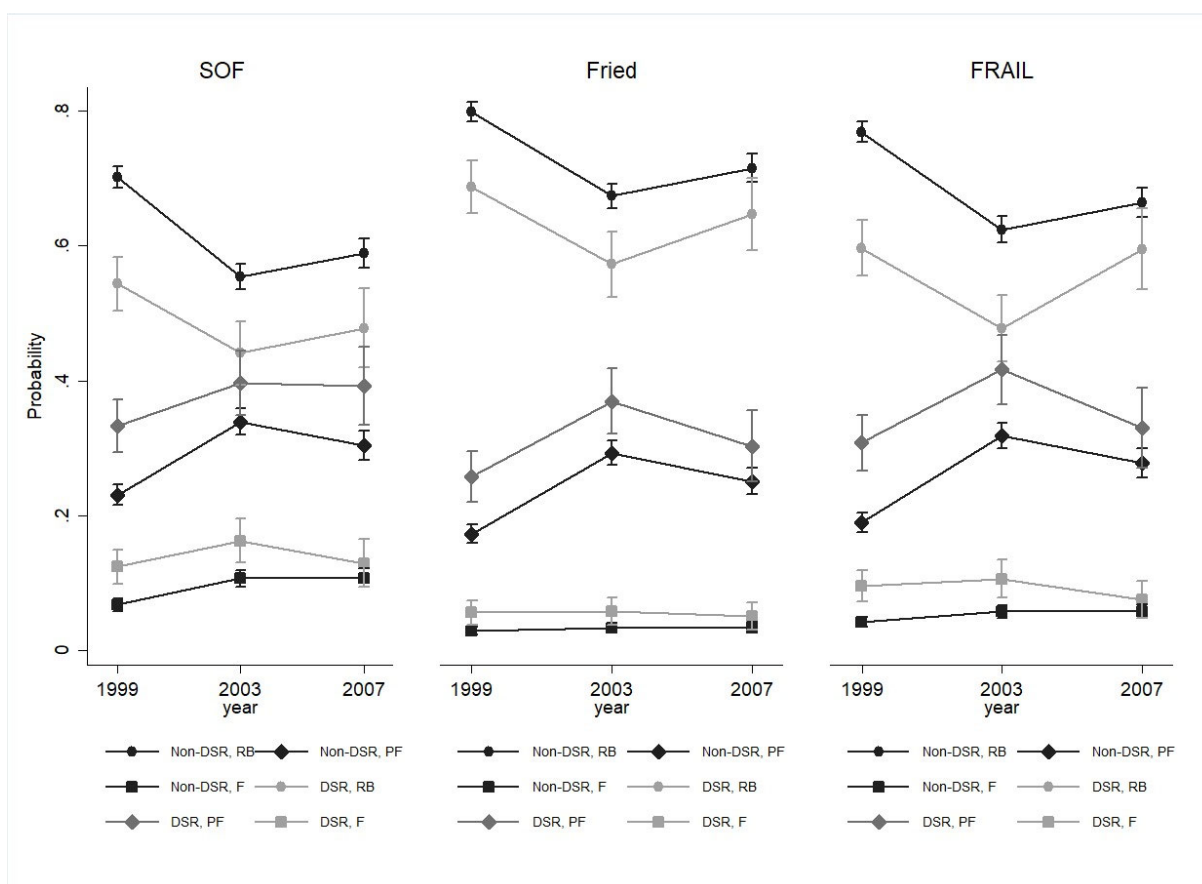 SOF
Fried
FRAIL
Probability
.8
.6
.4
.2
0
1999 2003 2007
year
1999 2003 2007
year
1999 2003 2007
year
Non-DSR, RB Non-DSR, PF
Non-DSR, F DSR, RB
DSR, PF DSR, F
Non-DSR, RB Non-DSR, PF
Non-DSR, F DSR, RB
DSR, PF DSR, F
Non-DSR, RB Non-DSR, PF
Non-DSR, F DSR, RB
DSR, PF DSR, F